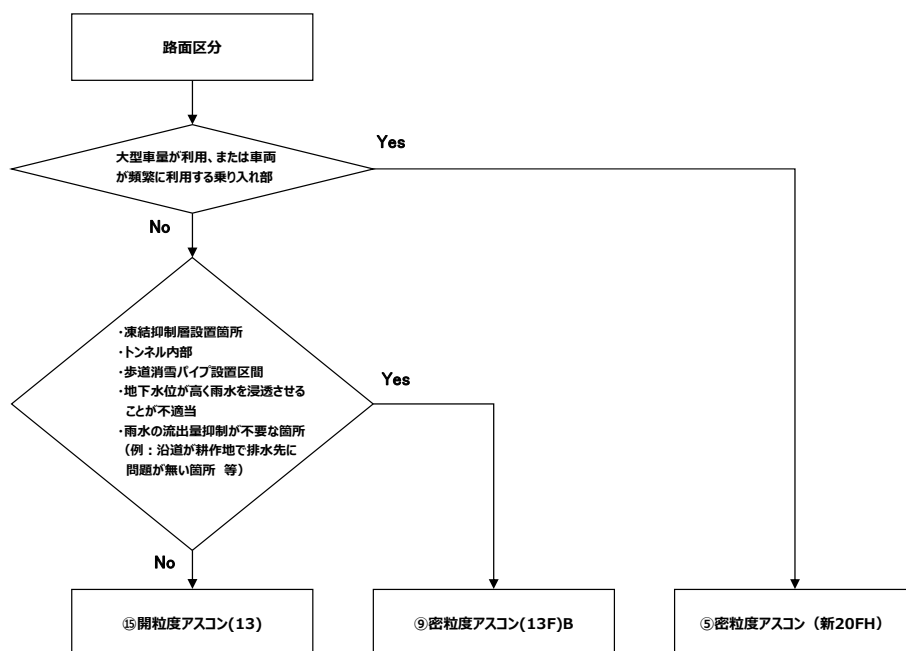 路面区分
大型車量が利用、または車両
が頻繁に利用する乗り入れ部
Yes
No
・凍結抑制層設置箇所
・トンネル内部
・歩道消雪パイプ設置区間
・地下水位が高く雨水を浸透させる
ことが不適当
・雨水の流出量抑制が不要な箇所
（例：沿道が耕作地で排水先に
問題が無い箇所 等）
Yes
No
⑮開粒度アスコン(13)
⑨密粒度アスコン(13F)B
⑤密粒度アスコン（新20FH）